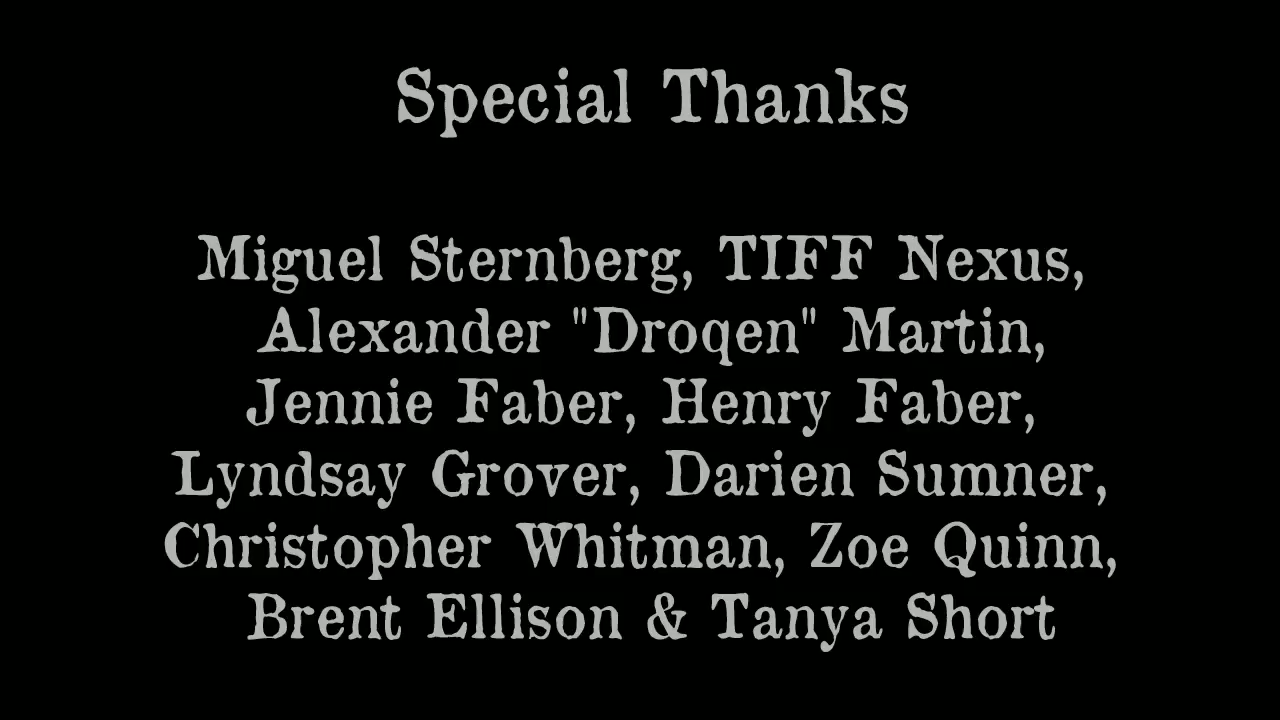 Special Thanks
Miguel Sternberg, TIFF Nexus,
Alexander "Droqen" Martin,
Jennie Faber, Henry Faber,
Lyndsay Grover, Darien Sumner,
Christopher Whitman, Zoe Quinn,
Brent Ellison & Tanya Short